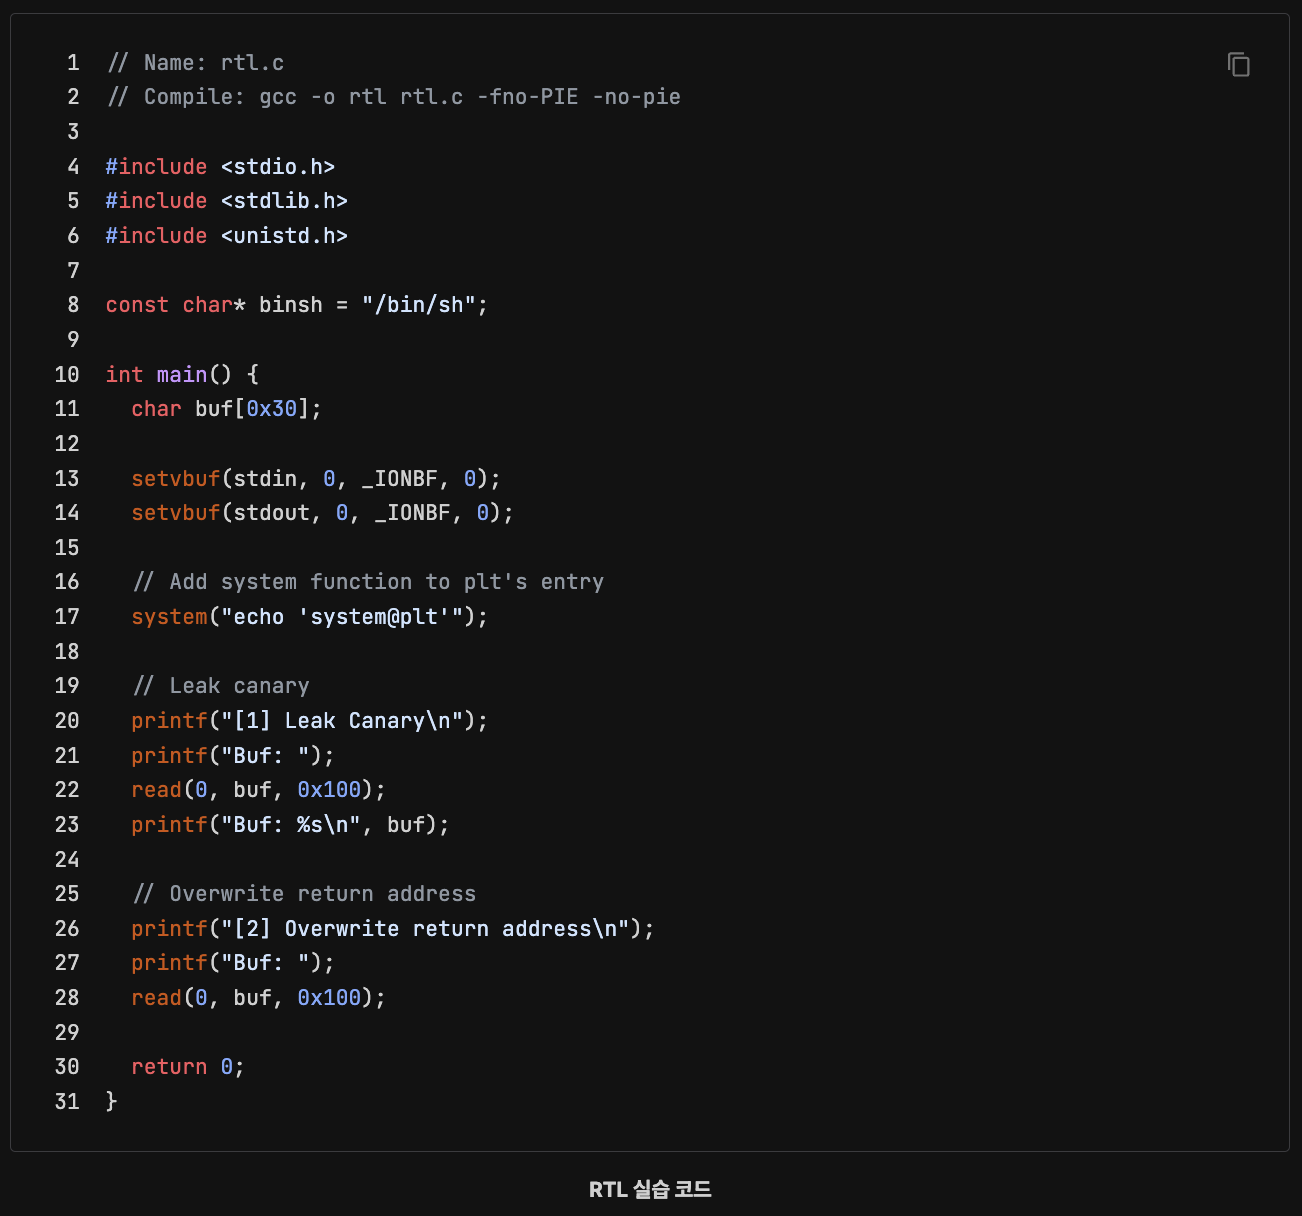 1 // Name: rtl.c
2 // Compile: gcc -o rtl rtl.c -fno-PIE -no-pie
3
4 #include <stdio.h>
5 #include <stdlib.h>
6 #include <unistd.h>
7
8 const char* binsh = "/bin/sh";
9
10 int main() {
11   char buf[0x30];
12
13   setvbuf(stdin, 0, _IONBF, 0);
14   setvbuf(stdout, 0, _IONBF, 0);
15
16   // Add system function to plt's entry
17   system("echo 'system@plt'");
18
19   // Leak canary
20   printf("[1] Leak Canary\n");
21   printf("Buf: ");
22   read(0, buf, 0x100);
23   printf("Buf: %s\n", buf);
24
25   // Overwrite return address
26   printf("[2] Overwrite return address\n");
27   printf("Buf: ");
28   read(0, buf, 0x100);
29
30   return 0;
31 }
RTL 실습 코드